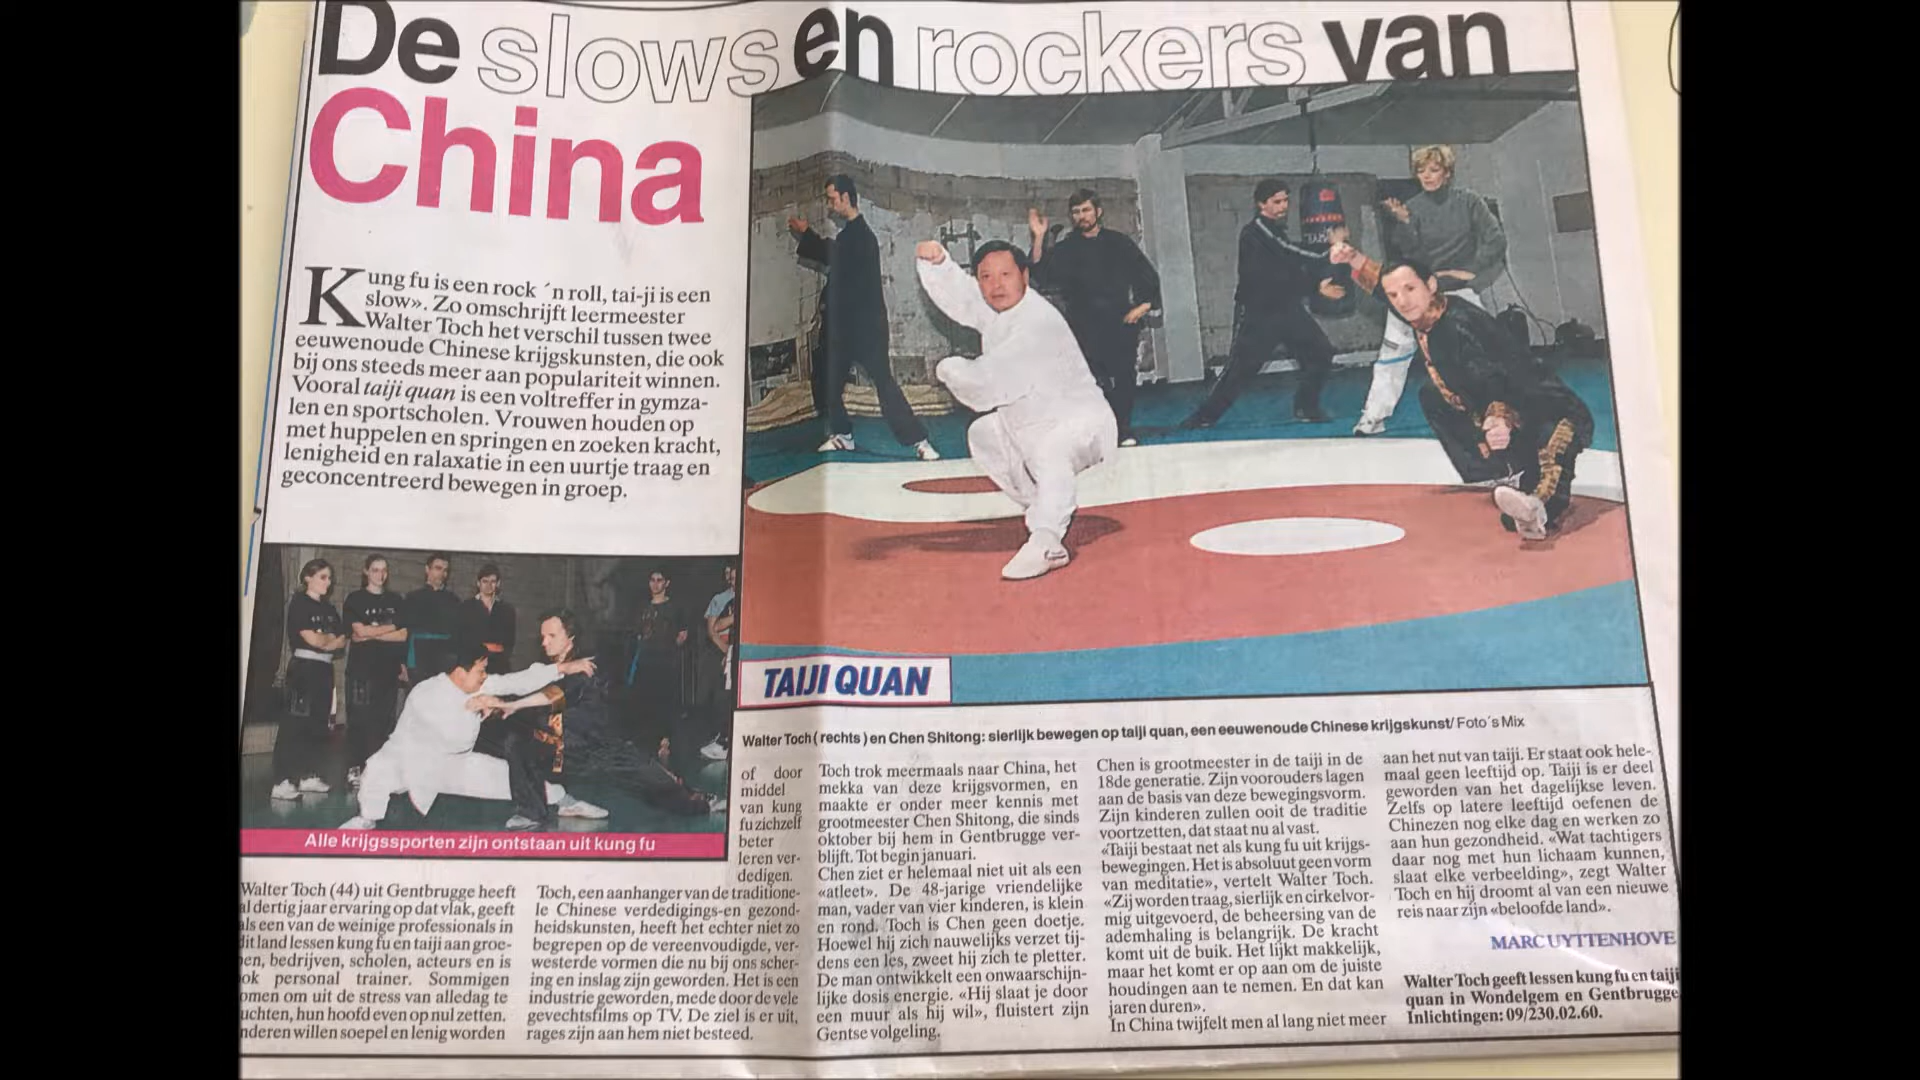 De slows en rockers van
China
Kung fu is een rock ´n roll, tai-ji is een
slow». Zo omschrijft leermeester
Walter Toch het verschil tussen twee
eeuwenoude Chinese krijgskunsten, die ook
bij ons steeds meer aan populariteit winnen.
Vooral taiji quan is een voltreffer in gymza-
len en sportscholen. Vrouwen houden op
met huppelen en springen en zoeken kracht,
lenigheid en ralaxatie in een uurtje traag en
geconcentreerd bewegen in groep.
TAIJI QUAN
Walter Toch ( rechts ) en Chen Shitong: sierlijk bewegen op taiji quan, een eeuwenoude Chinese krijgskunst/ Foto´s Mix
Alle krijgssporten zijn ontstaan uit kung fu
Walter Toch (44) uit Gentbrugge heeft
al dertig jaar ervaring op dat vlak, geeft
als een van de weinige professionals in
dit land lessen kung fu en taiji aan groe-
pen, bedrijven, scholen, acteurs en is
ok personal trainer. Sommigen
omen om uit de stress van alledag te
uchten, hun hoofd even op nul zetten.
nderen willen soepel en lenig worden
of door
middel
van kung
fu zichzelf
beter
leren ver-
dedigen.
Toch, een aanhanger van de traditione-
le Chinese verdedigings-en gezond-
heidskunsten, heeft het echter niet zo
begrepen op de vereenvoudigde, ver-
westerde vormen die nu bij ons scher-
ing en inslag zijn geworden. Het is een
industrie geworden, mede door de vele
gevechtsfilms op TV. De ziel is er uit,
rages zijn aan hem niet besteed.
Toch trok meermaals naar China, het
mekka van deze krijgsvormen, en
maakte er onder meer kennis met
grootmeester Chen Shitong, die sinds
oktober bij hem in Gentbrugge ver-
blijft. Tot begin januari.
Chen ziet er helemaal niet uit als een
«atleet». De 48-jarige vriendelijke
man, vader van vier kinderen, is klein
en rond. Toch is Chen geen doetje.
Hoewel hij zich nauwelijks verzet tij-
dens een les, zweet hij zich te pletter.
De man ontwikkelt een onwaarschijn-
lijke dosis energie. «Hij slaat je door
een muur als hij wil», fluistert zijn
Gentse volgeling.
Chen is grootmeester in de taiji in de
18de generatie. Zijn voorouders lagen
aan de basis van deze bewegingsvorm.
Zijn kinderen zullen ooit de traditie
voortzetten, dat staat nu al vast.
«Taiji bestaat net als kung fu uit krijgs-
bewegingen. Het is absoluut geen vorm
van meditatie», vertelt Walter Toch.
«Zij worden traag, sierlijk en cirkelvor-
mig uitgevoerd, de beheersing van de
ademhaling is belangrijk. De kracht
komt uit de buik. Het lijkt makkelijk,
maar het komt er op aan om de juiste
houdingen aan te nemen. En dat kan
jaren duren».
In China twijfelt men al lang niet meer
aan het nut van taiji. Er staat ook hele-
maal geen leeftijd op. Taiji is er deel
geworden van het dagelijkse leven.
Zelfs op latere leeftijd oefenen de
Chinezen nog elke dag en werken zo
aan hun gezondheid. «Wat tachtigers
daar nog met hun lichaam kunnen,
slaat elke verbeelding», zegt Walter
Toch en hij droomt al van een nieuwe
reis naar zijn «beloofde land».
MARC UYTTENHOVE
Walter Toch geeft lessen kung fu en taiji
quan in Wondelgem en Gentbrugge
Inlichtingen: 09/230.02.60.